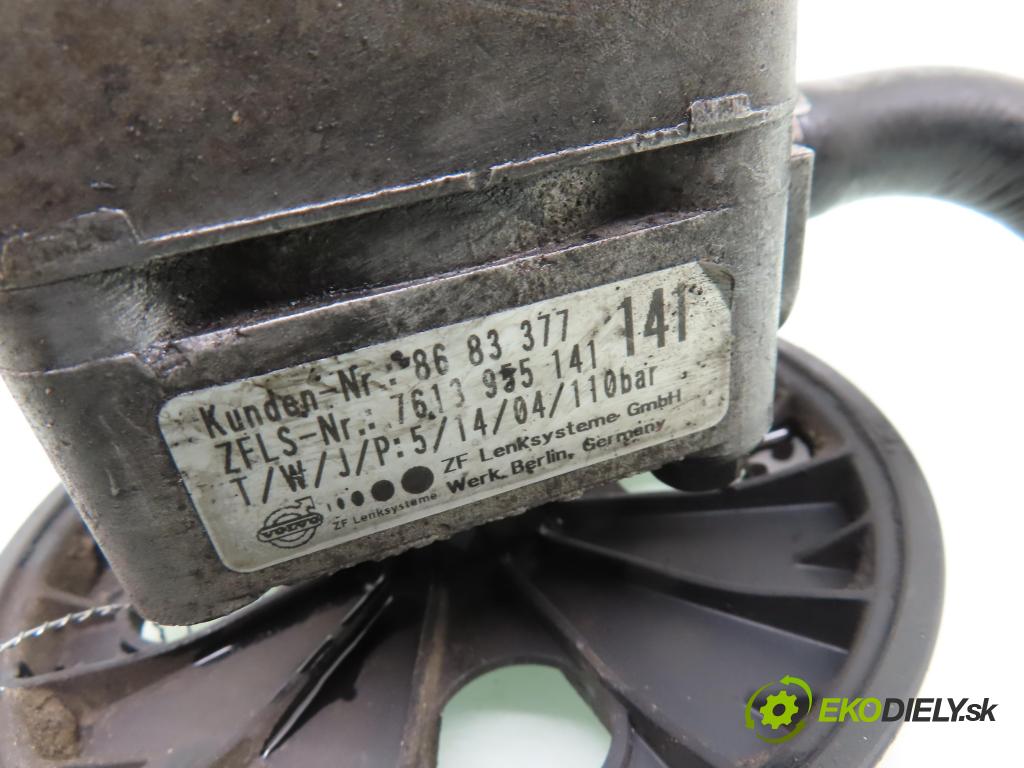 Kunden-Nr.: 86 83 377 141
ZFLS-Nr.: 7613 955 141
T/W/J/P: 5/14/04/110bar
ZF Lenksysteme GmbH
Werk Berlin, Germany
VOLVO
ZF Lenksysteme
EKODIELY.sk